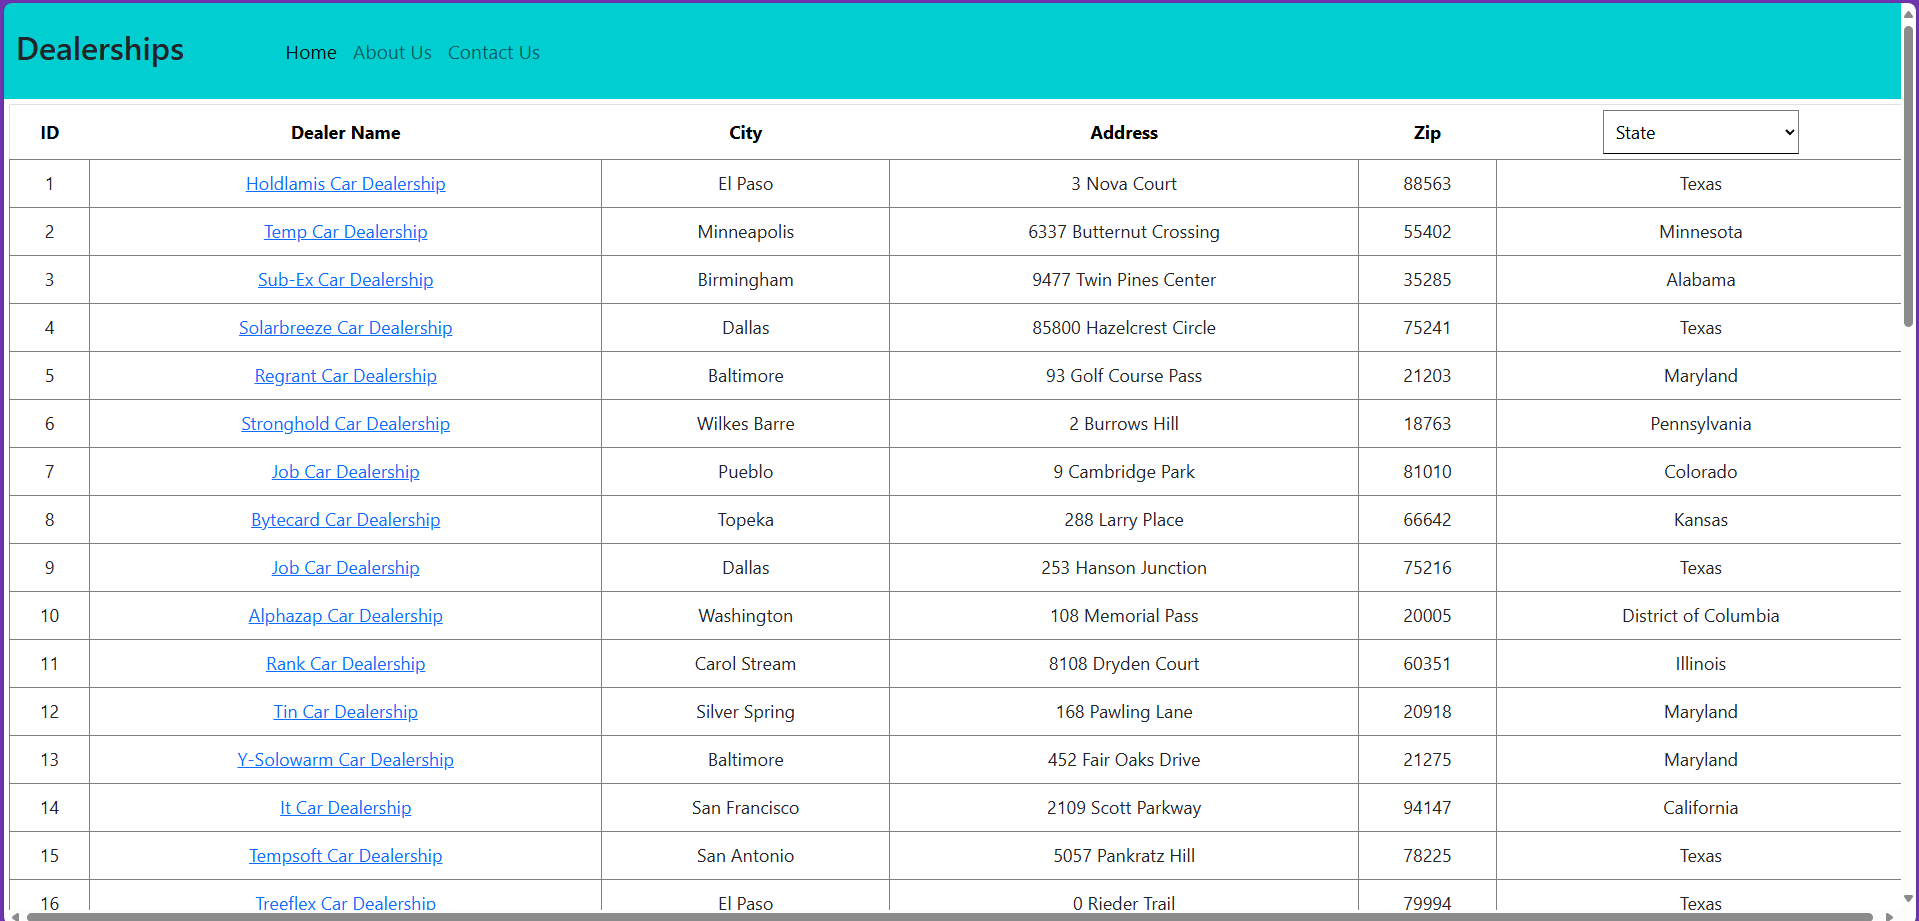 Dealerships Home About Us Contact Us
ID Dealer Name City Address Zip State
1 Holdlamis Car Dealership El Paso 3 Nova Court 88563 Texas
2 Temp Car Dealership Minneapolis 6337 Butternut Crossing 55402 Minnesota
3 Sub-Ex Car Dealership Birmingham 9477 Twin Pines Center 35285 Alabama
4 Solarbreeze Car Dealership Dallas 85800 Hazelcrest Circle 75241 Texas
5 Regrant Car Dealership Baltimore 93 Golf Course Pass 21203 Maryland
6 Stronghold Car Dealership Wilkes Barre 2 Burrows Hill 18763 Pennsylvania
7 Job Car Dealership Pueblo 9 Cambridge Park 81010 Colorado
8 Bytecard Car Dealership Topeka 288 Larry Place 66642 Kansas
9 Job Car Dealership Dallas 253 Hanson Junction 75216 Texas
10 Alphazap Car Dealership Washington 108 Memorial Pass 20005 District of Columbia
11 Rank Car Dealership Carol Stream 8108 Dryden Court 60351 Illinois
12 Tin Car Dealership Silver Spring 168 Pawling Lane 20918 Maryland
13 Y-Solowarm Car Dealership Baltimore 452 Fair Oaks Drive 21275 Maryland
14 It Car Dealership San Francisco 2109 Scott Parkway 94147 California
15 Tempsoft Car Dealership San Antonio 5057 Pankratz Hill 78225 Texas
16 Treeflex Car Dealership El Paso 0 Rieder Trail 79994 Texas